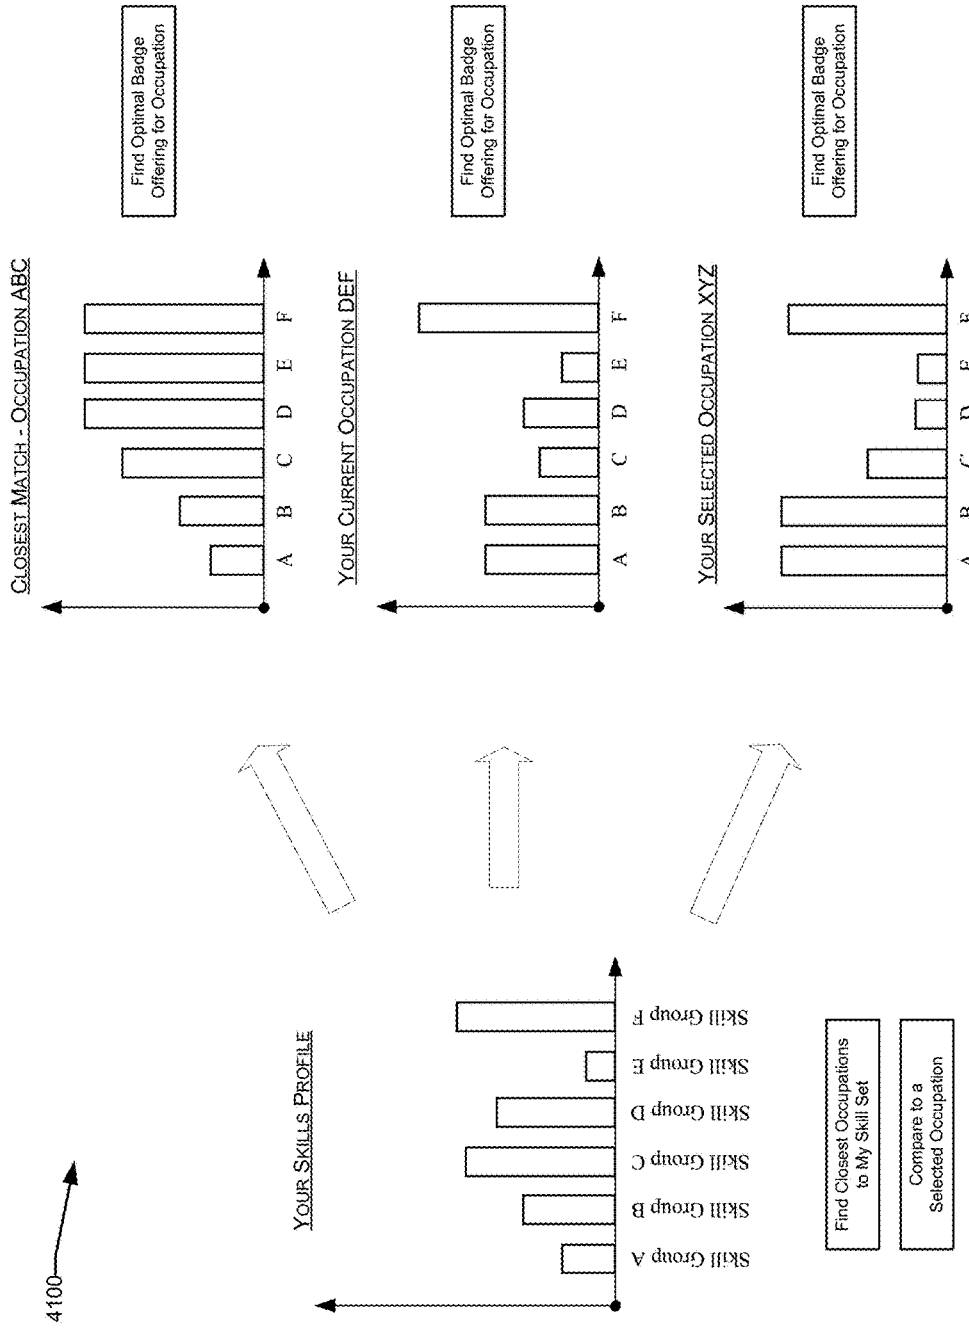 4100
YOUR SKILLS PROFILE
Skill Group A
Skill Group B
Skill Group C
Skill Group D
Skill Group E
Skill Group F
Find Closest Occupations
to My Skill Set
Compare to a
Selected Occupation
CLOSEST MATCH - OCCUPATION ABC
A B C D E F
Find Optimal Badge
Offering for Occupation
YOUR CURRENT OCCUPATION DEF
A B C D E F
Find Optimal Badge
Offering for Occupation
YOUR SELECTED OCCUPATION XYZ
A B C D E F
Find Optimal Badge
Offering for Occupation